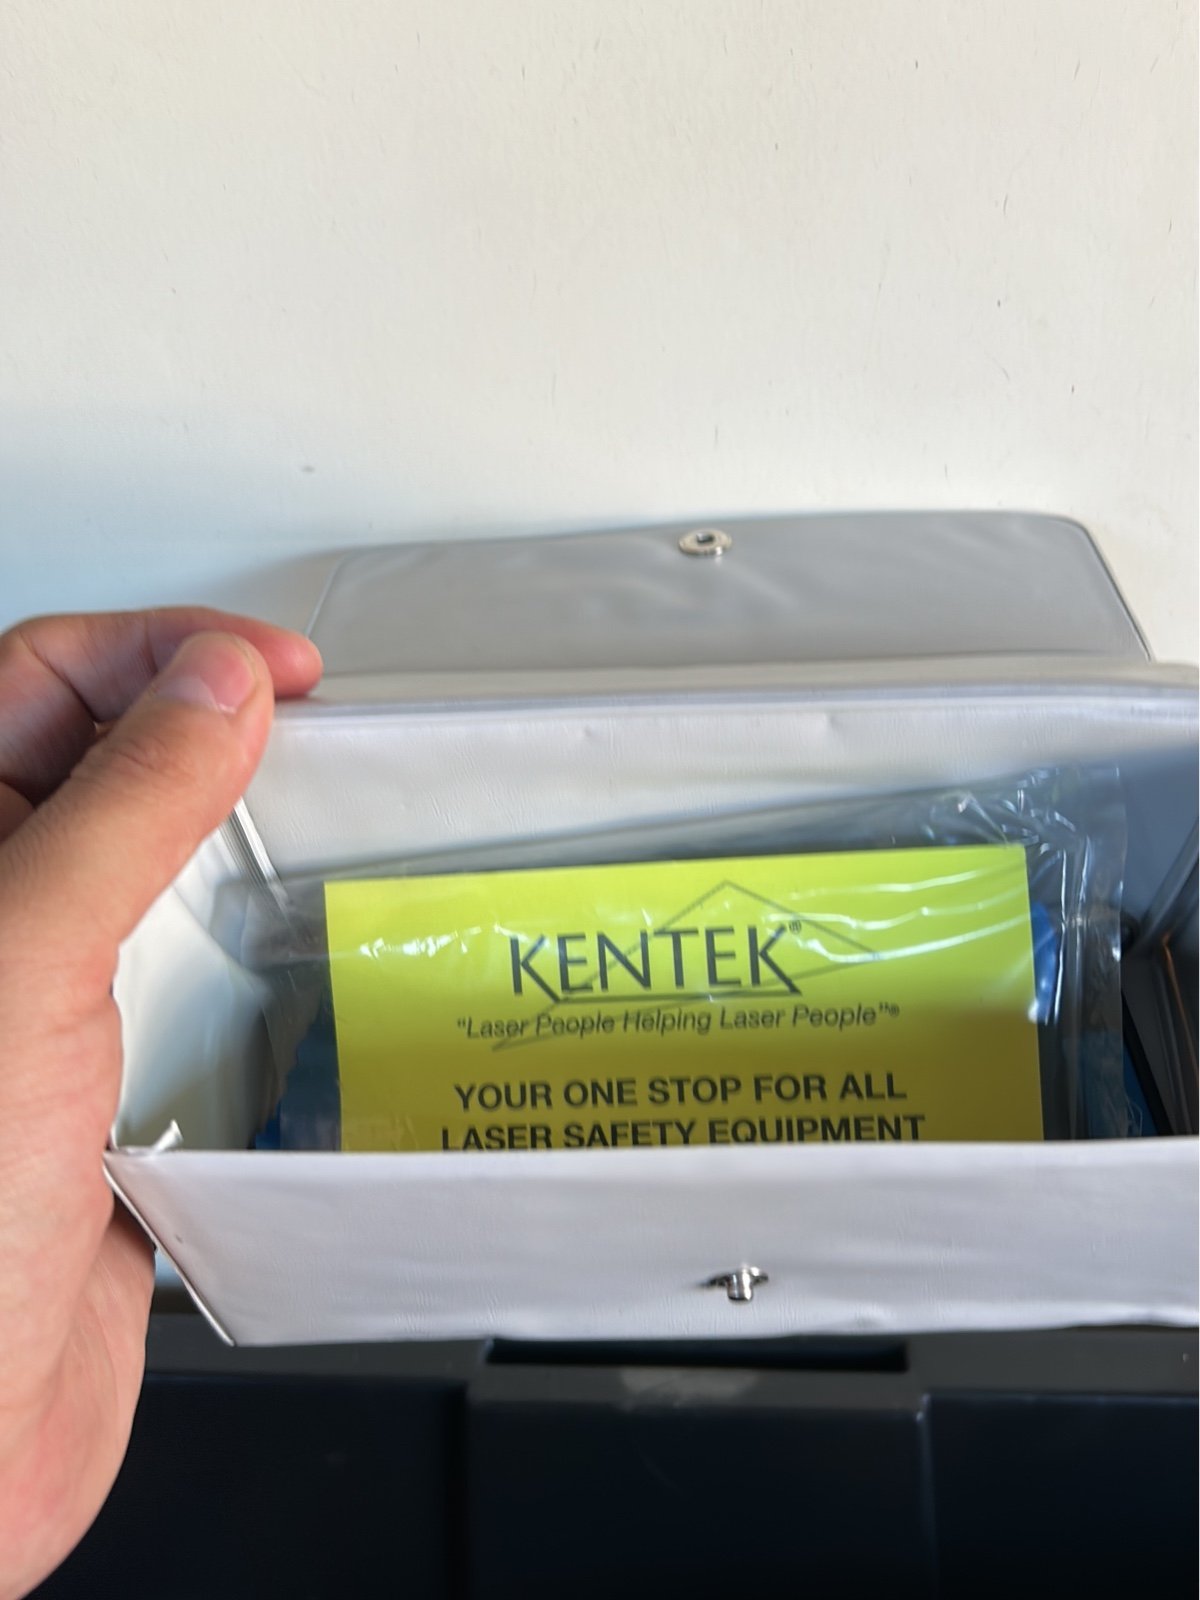 KENTEK®
"Laser People Helping Laser People"®
YOUR ONE STOP FOR ALL
LASER SAFETY EQUIPMENT